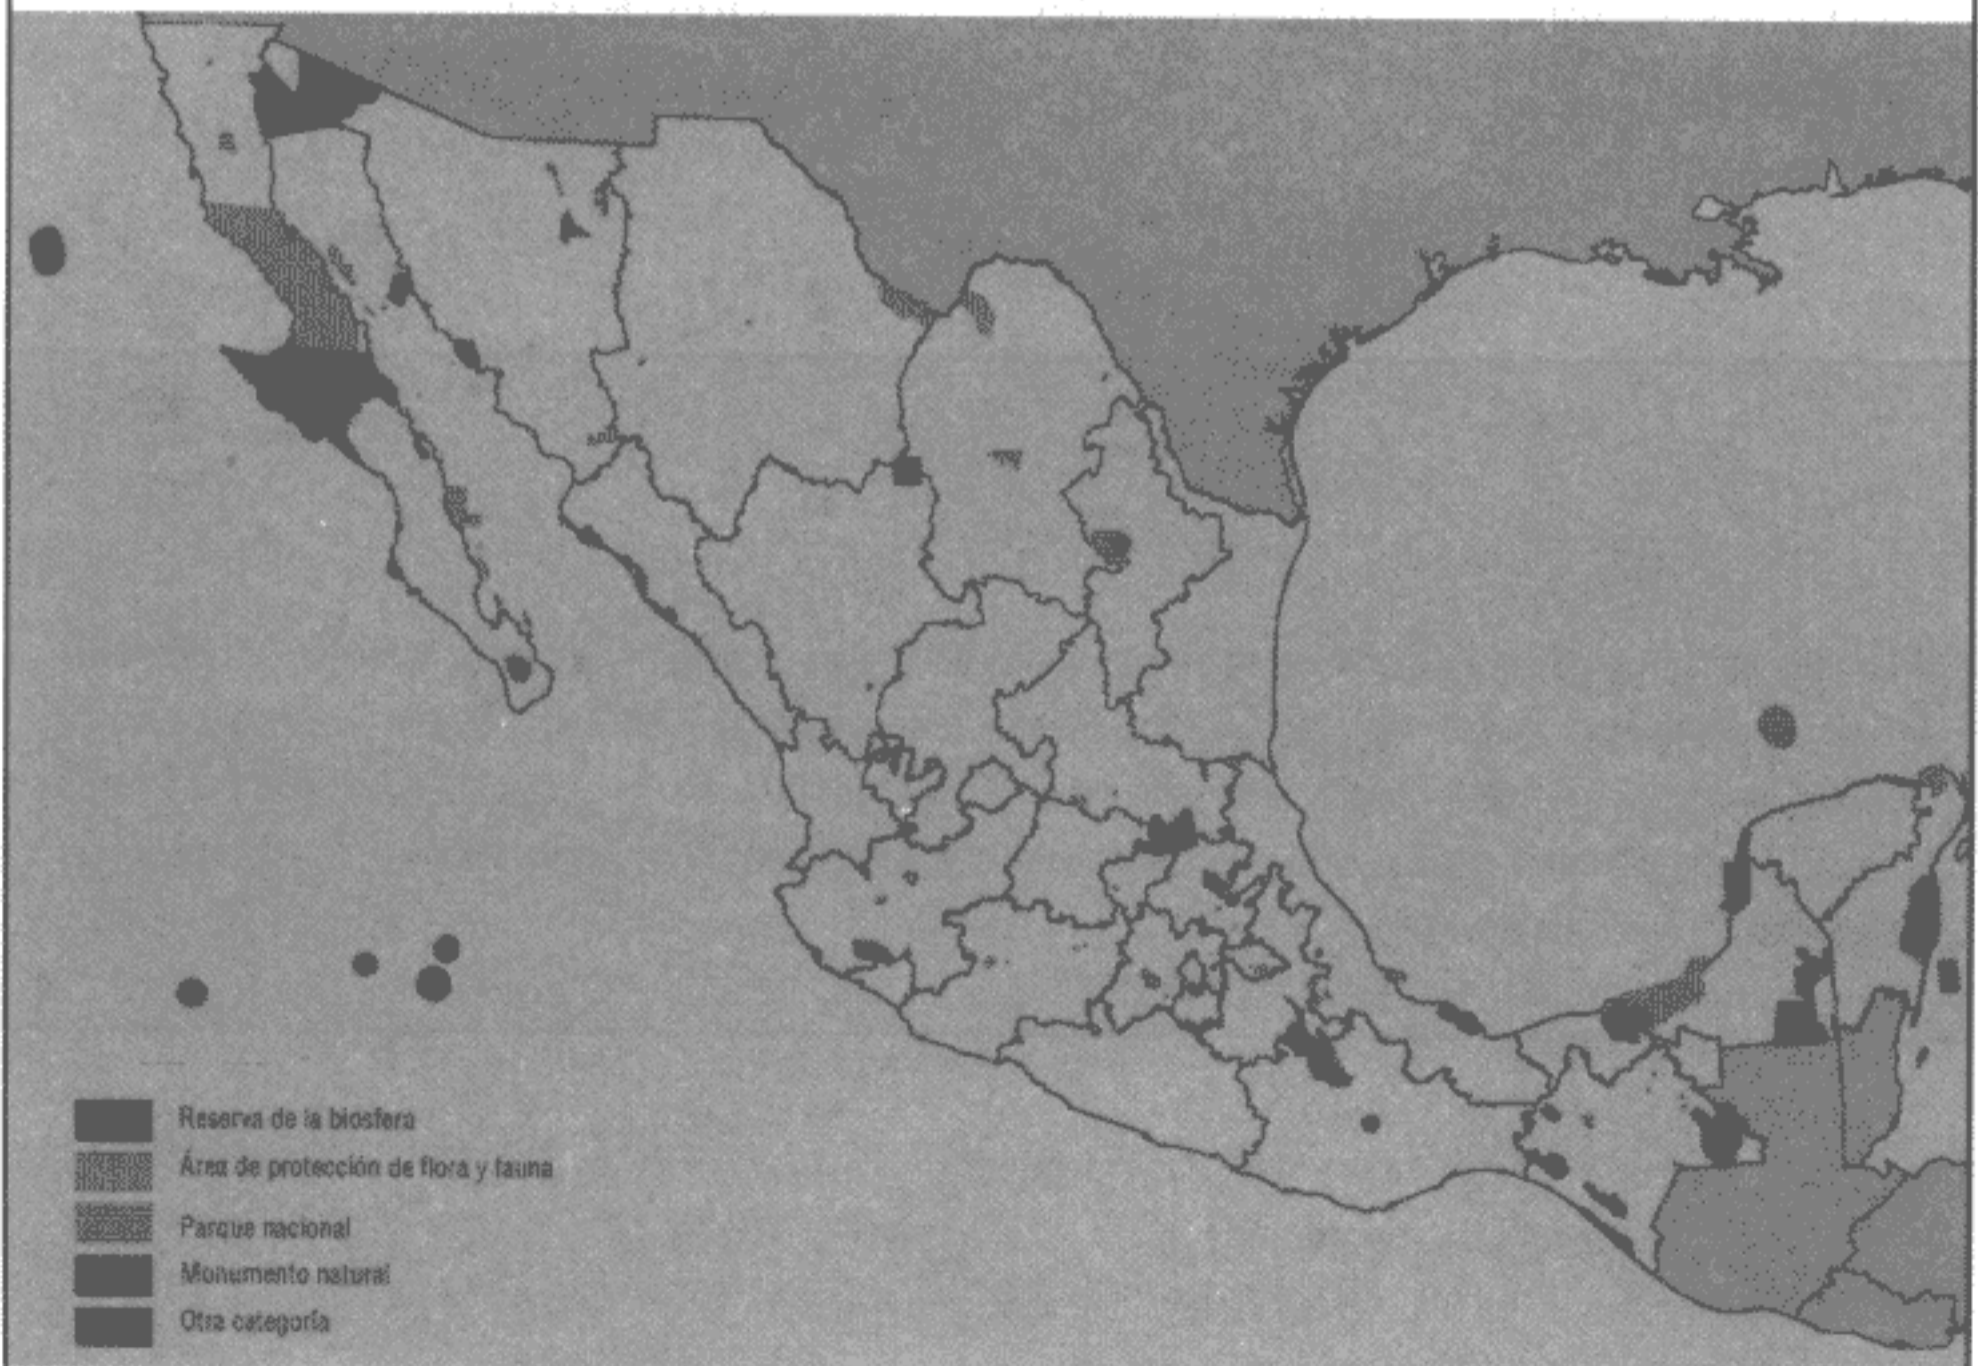 Reserva de la biosfera
Área de protección de flora y fauna
Parque nacional
Monumento natural
Otra categoría